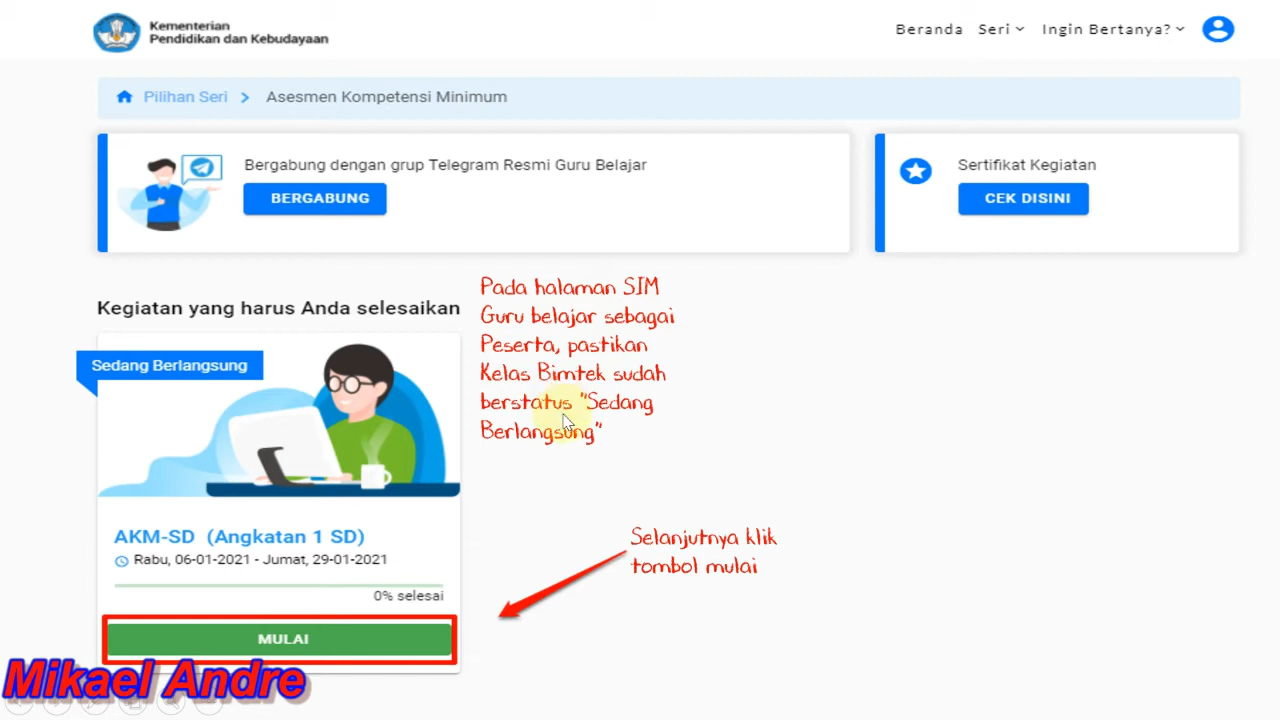 Kementerian
Pendidikan dan Kebudayaan
Beranda Seri Ingin Bertanya?
Pilihan Seri Asesmen Kompetensi Minimum
Bergabung dengan grup Telegram Resmi Guru Belajar
BERGABUNG
Sertifikat Kegiatan
CEK DISINI
Kegiatan yang harus Anda selesaikan
Sedang Berlangsung
Pada halaman SIM
Guru belajar sebagai
Peserta, pastikan
Kelas Bimtek sudah
berstatus "Sedang
Berlangsung"
AKM-SD (Angkatan 1 SD)
Rabu, 06-01-2021 - Jumat, 29-01-2021
0% selesai
MULAI
Selanjutnya klik
tombol mulai
Mikael Andre